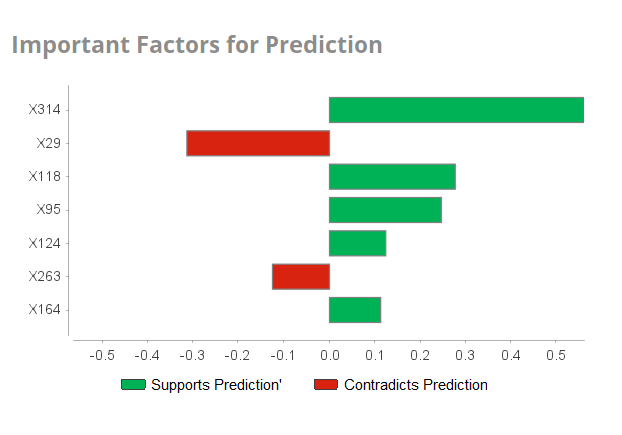 Important Factors for Prediction
X314
X29
X118
X95
X124
X263
X164
-0.5 -0.4 -0.3 -0.2 -0.1 0.0 0.1 0.2 0.3 0.4 0.5
Supports Prediction' Contradicts Prediction